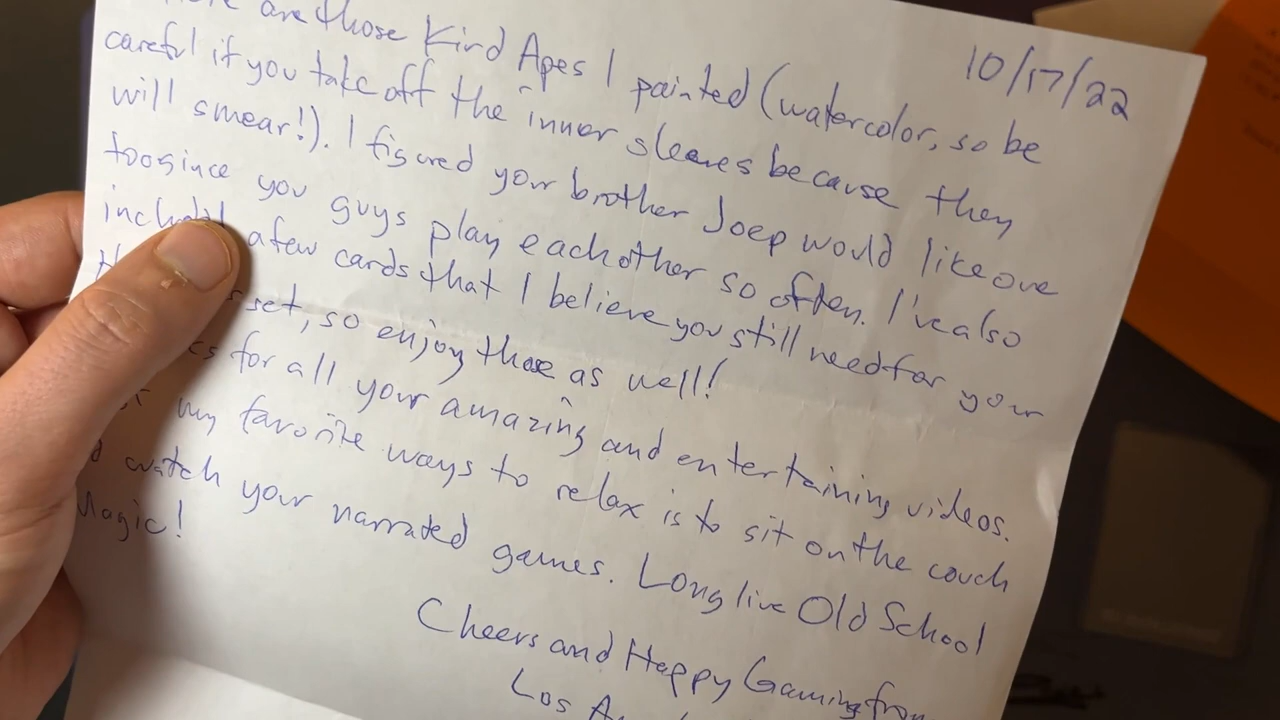 10/17/22
are those Kird Apes I painted (watercolor, so be
careful if you take off the inner sleeves because they
will smear!). I figured your brother Joep would like one
too since you guys play each other so often. I've also
a few cards that I believe you still need for your
set, so enjoy those as well!
for all your amazing and entertaining videos.
my favorite ways to relax is to sit on the couch
watch your narrated games. Long live Old School
Magic!
Cheers and Happy Gaming from
Los